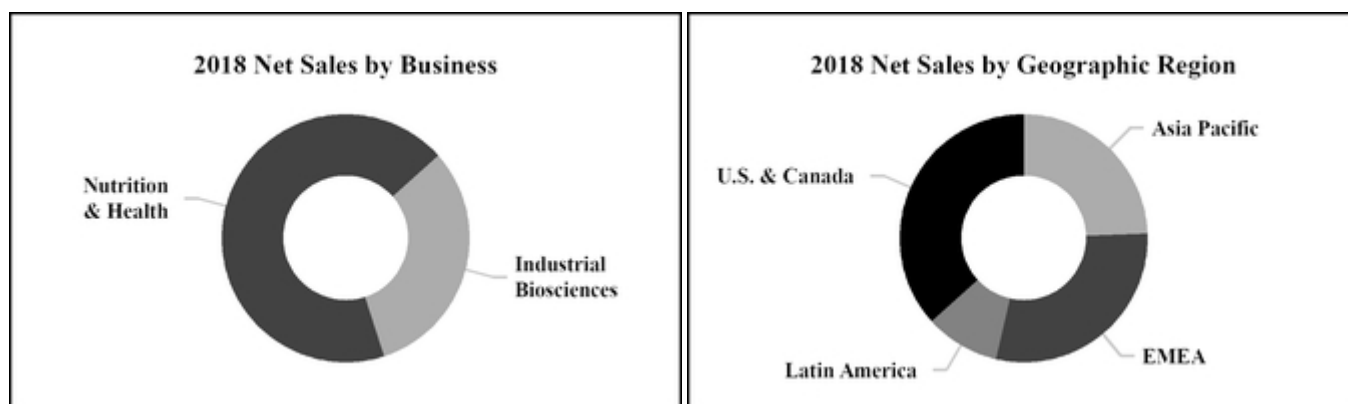 2018 Net Sales by Business
Nutrition
& Health
Industrial
Biosciences
2018 Net Sales by Geographic Region
Asia Pacific
U.S. & Canada
Latin America
EMEA